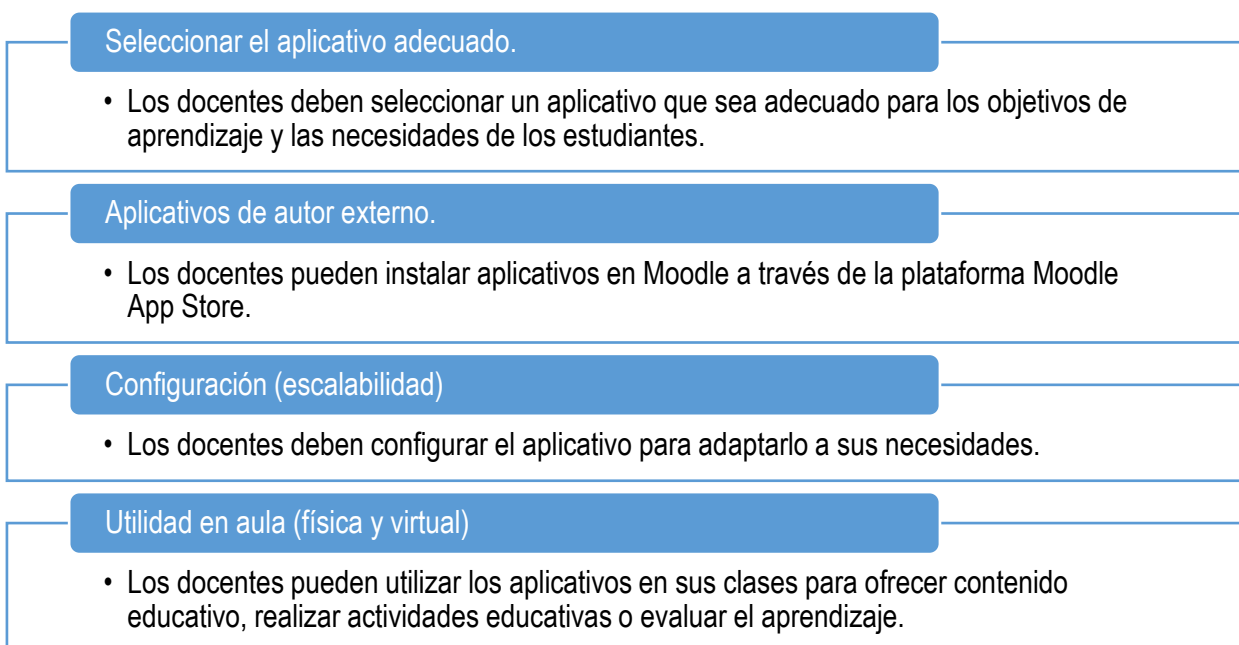 Seleccionar el aplicativo adecuado.
• Los docentes deben seleccionar un aplicativo que sea adecuado para los objetivos de
aprendizaje y las necesidades de los estudiantes.
Aplicativos de autor externo.
• Los docentes pueden instalar aplicativos en Moodle a través de la plataforma Moodle
App Store.
Configuración (escalabilidad)
• Los docentes deben configurar el aplicativo para adaptarlo a sus necesidades.
Utilidad en aula (física y virtual)
• Los docentes pueden utilizar los aplicativos en sus clases para ofrecer contenido
educativo, realizar actividades educativas o evaluar el aprendizaje.